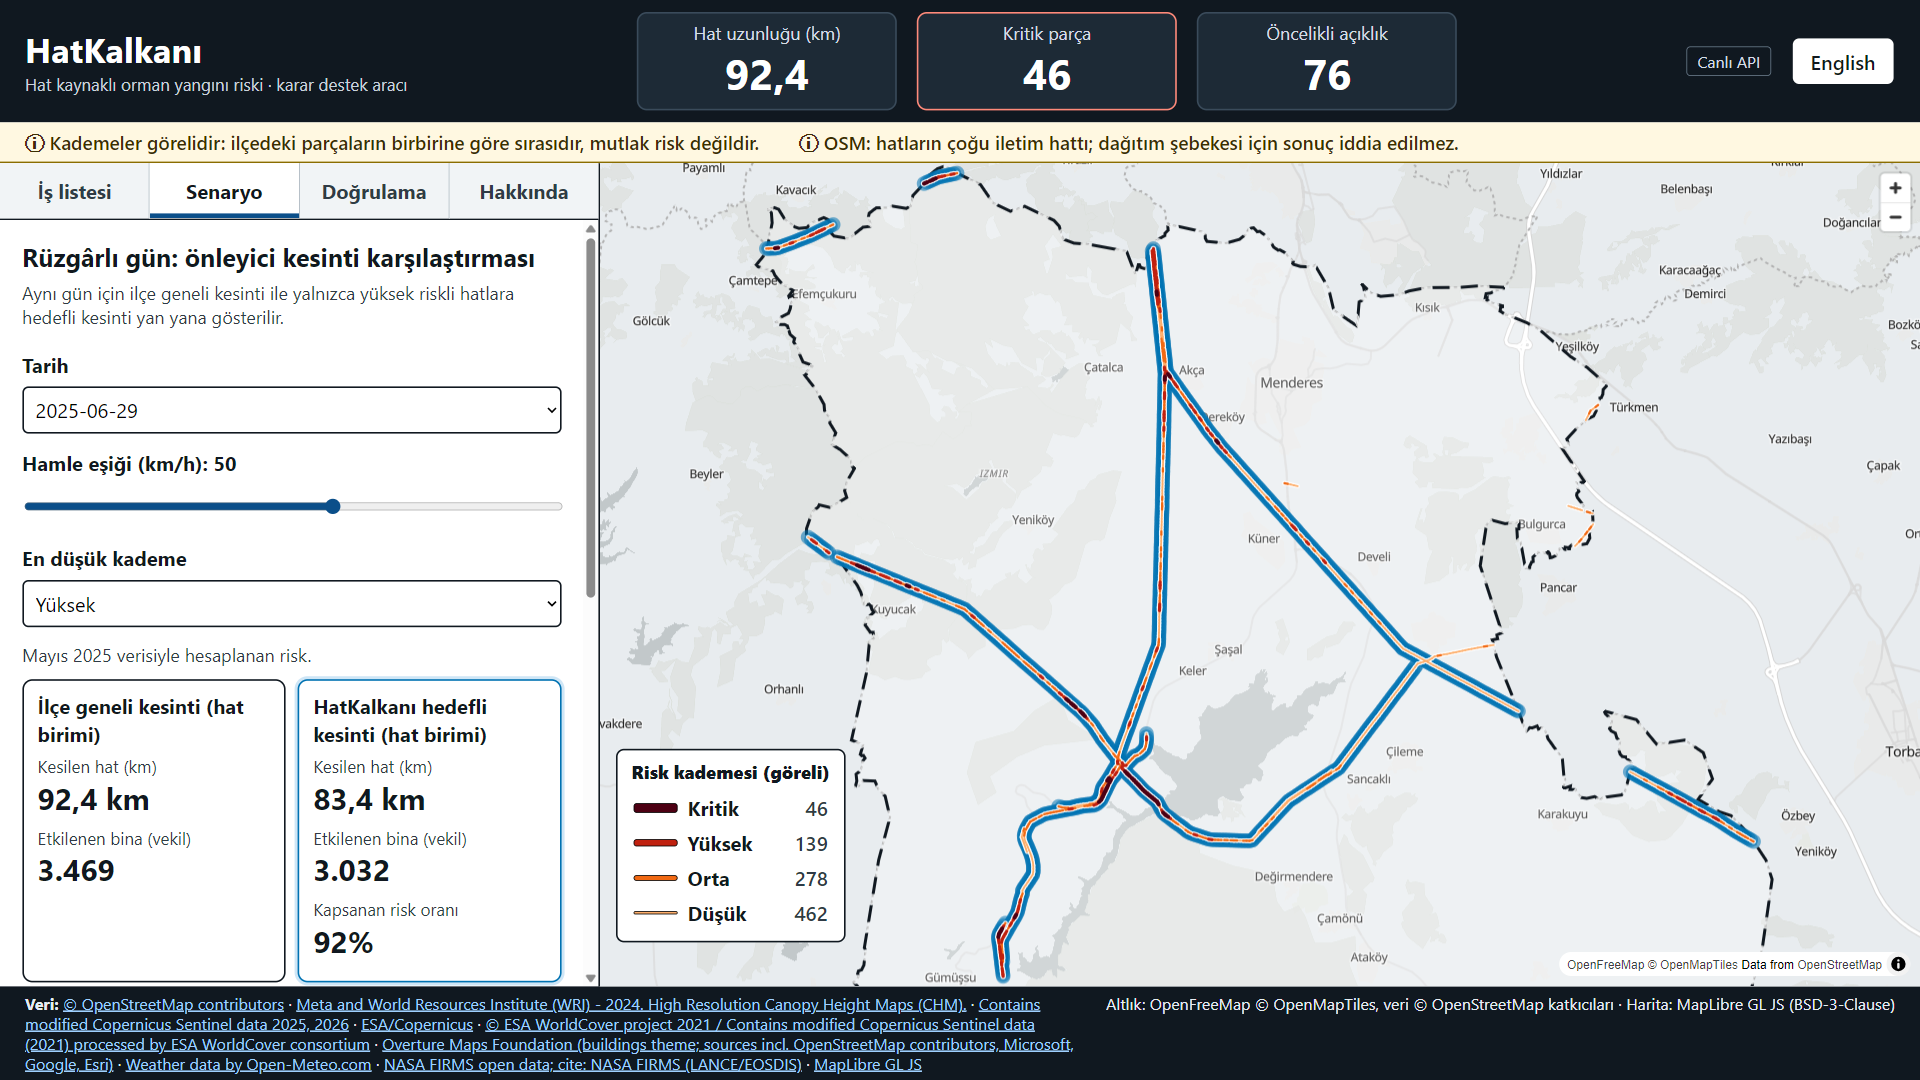 HatKalkanı
Hat kaynaklı orman yangını riski · karar destek aracı
Hat uzunluğu (km)
92,4
Kritik parça
46
Öncelikli açıklık
76
Canlı API
English
Kademeler görelidir: ilçedeki parçaların birbirine göre sırasıdır, mutlak risk değildir.
OSM: hatların çoğu iletim hattı; dağıtım şebekesi için sonuç iddia edilmez.
İş listesi
Senaryo
Doğrulama
Hakkında
Rüzgârlı gün: önleyici kesinti karşılaştırması
Aynı gün için ilçe geneli kesinti ile yalnızca yüksek riskli hatlara
hedefli kesinti yan yana gösterilir.
Tarih
2025-06-29
Hamle eşiği (km/h): 50
En düşük kademe
Yüksek
Mayıs 2025 verisiyle hesaplanan risk.
İlçe geneli kesinti (hat
birimi)
Kesilen hat (km)
92,4 km
Etkilenen bina (vekil)
3.469
HatKalkanı hedefli
kesinti (hat birimi)
Kesilen hat (km)
83,4 km
Etkilenen bina (vekil)
3.032
Kapsanan risk oranı
92%
Payamlı
Kavacık
Yıldızlar
Belenbaşı
Doğancılar
Çamtepe
Efemçukuru
Gölcük
Karacaağaç
Demirci
Kısık
Yeşilköy
Çatalca
Akça
Menderes
Türkmen
Yazıbaşı
Beyler
IZMIR
Çapak
Yeniköy
Bulgurca
Küner
Develi
Pancar
Kuyucak
Şaşal
Keler
Orhanlı
Çileme
Sancaklı
Karakuyu
Özbey
Yeniköy
Değirmendere
Çamönü
Ataköy
Gümüşsu
Risk kademesi (göreli)
Kritik 46
Yüksek 139
Orta 278
Düşük 462
OpenFreeMap © OpenMapTiles Data from OpenStreetMap
Veri: © OpenStreetMap contributors · Meta and World Resources Institute (WRI) - 2024. High Resolution Canopy Height Maps (CHM). · Contains
modified Copernicus Sentinel data 2025, 2026 · ESA/Copernicus · © ESA WorldCover project 2021 / Contains modified Copernicus Sentinel data
(2021) processed by ESA WorldCover consortium · Overture Maps Foundation (buildings theme; sources incl. OpenStreetMap contributors, Microsoft,
Google, Esri) · Weather data by Open-Meteo.com · NASA FIRMS open data; cite: NASA FIRMS (LANCE/EOSDIS) · MapLibre GL JS
Altlık: OpenFreeMap © OpenMapTiles, veri © OpenStreetMap katkıcıları · Harita: MapLibre GL JS (BSD-3-Clause)